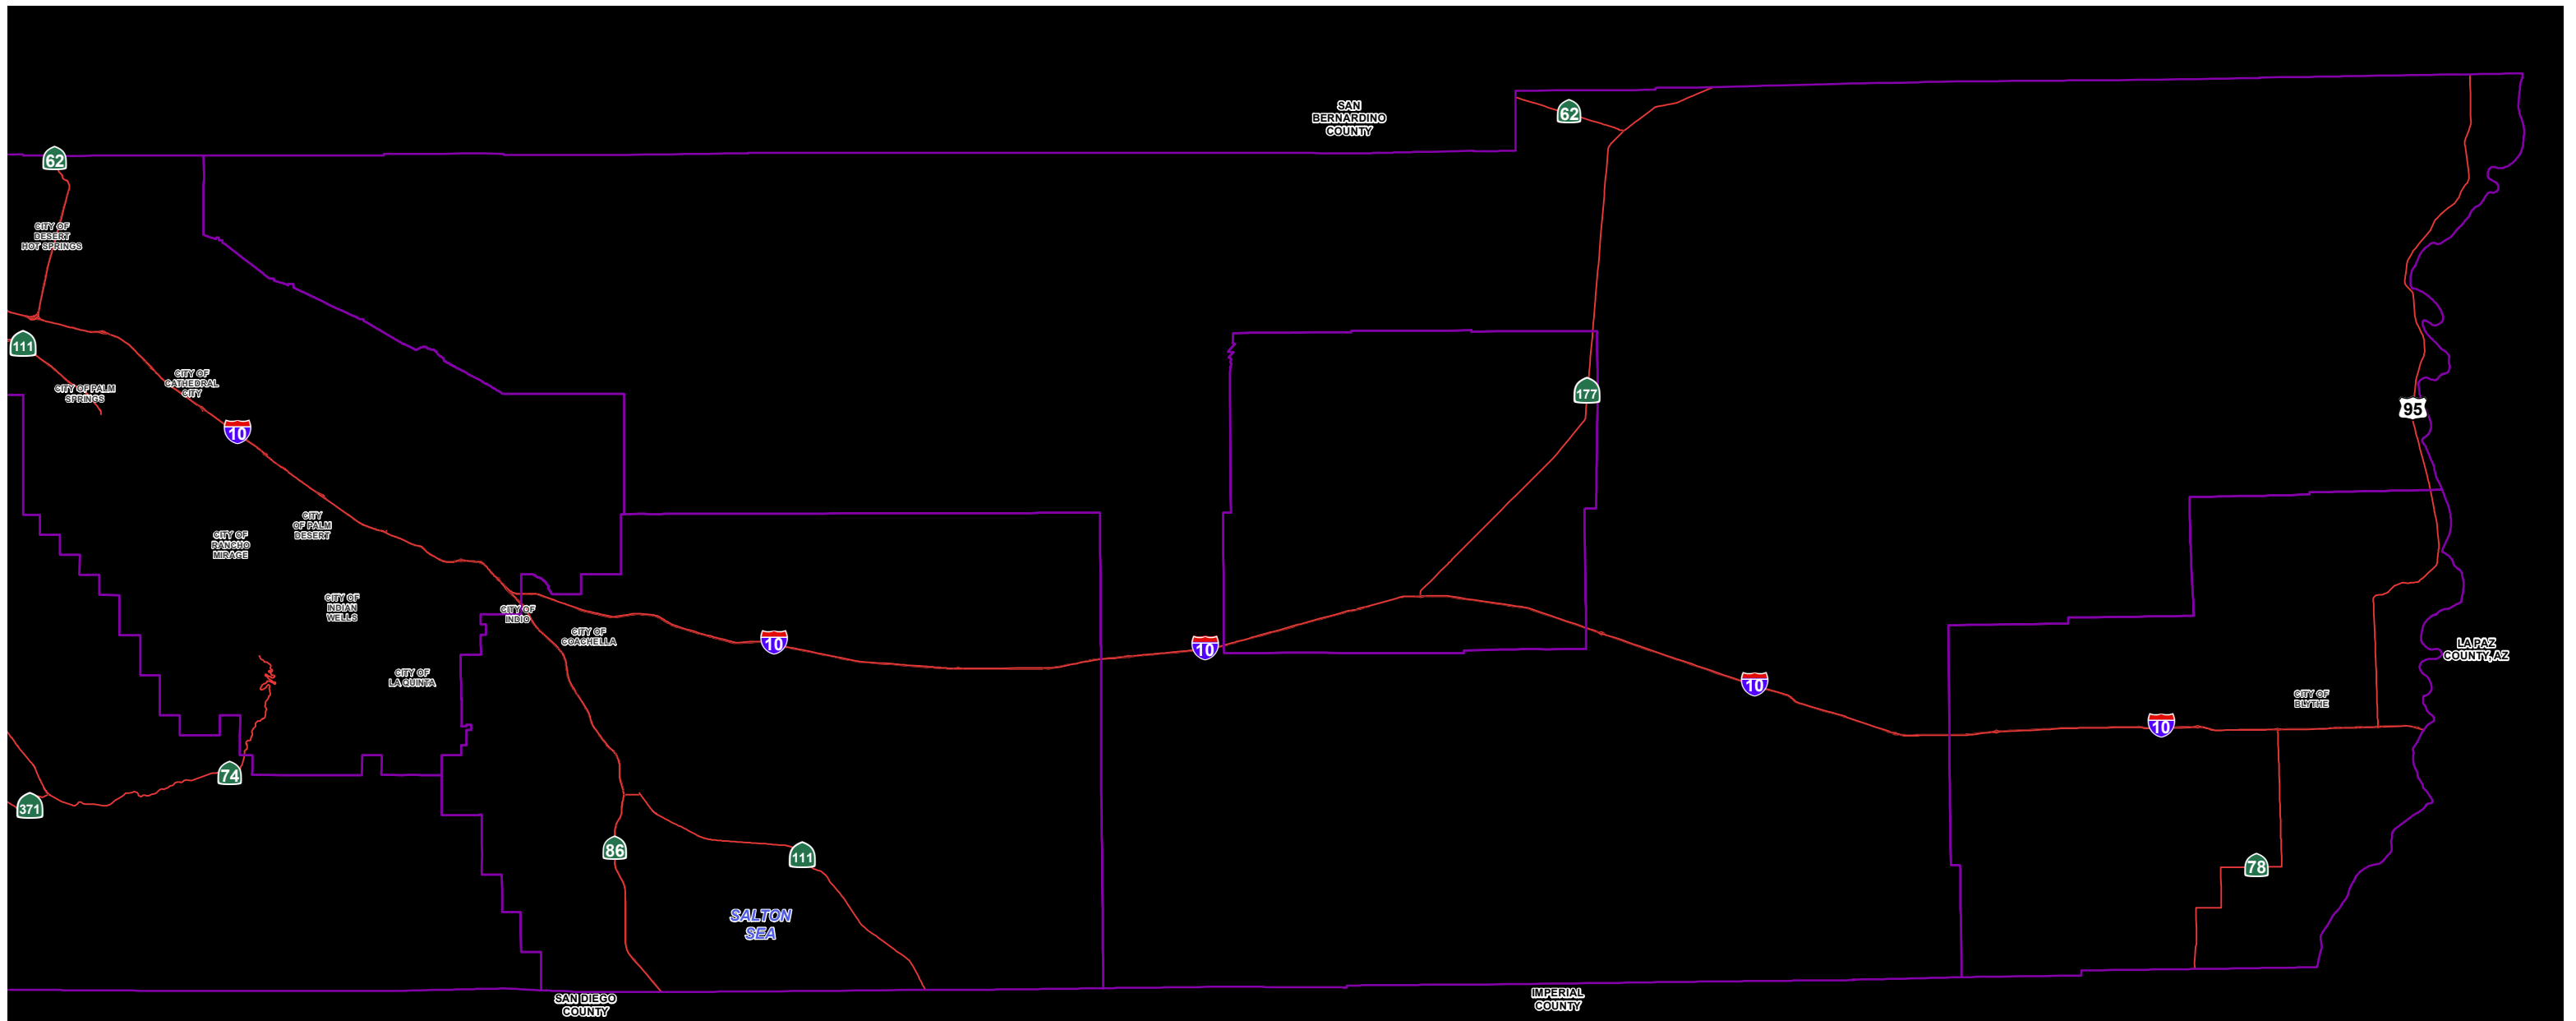 SAN
BERNARDINO
COUNTY
62
62
CITY OF
DESERT
HOT SPRINGS
111
CITY OF PALM
SPRINGS
CITY OF
CATHEDRAL
CITY
10
177
95
CITY
OF PALM
DESERT
CITY OF
RANCHO
MIRAGE
CITY OF
INDIAN
WELLS
CITY OF
INDIO
CITY OF
COACHELLA
10
10
CITY OF
LA QUINTA
LA PAZ
COUNTY, AZ
10
CITY OF
BLYTHE
10
74
371
86
111
78
SALTON
SEA
SAN DIEGO
COUNTY
IMPERIAL
COUNTY